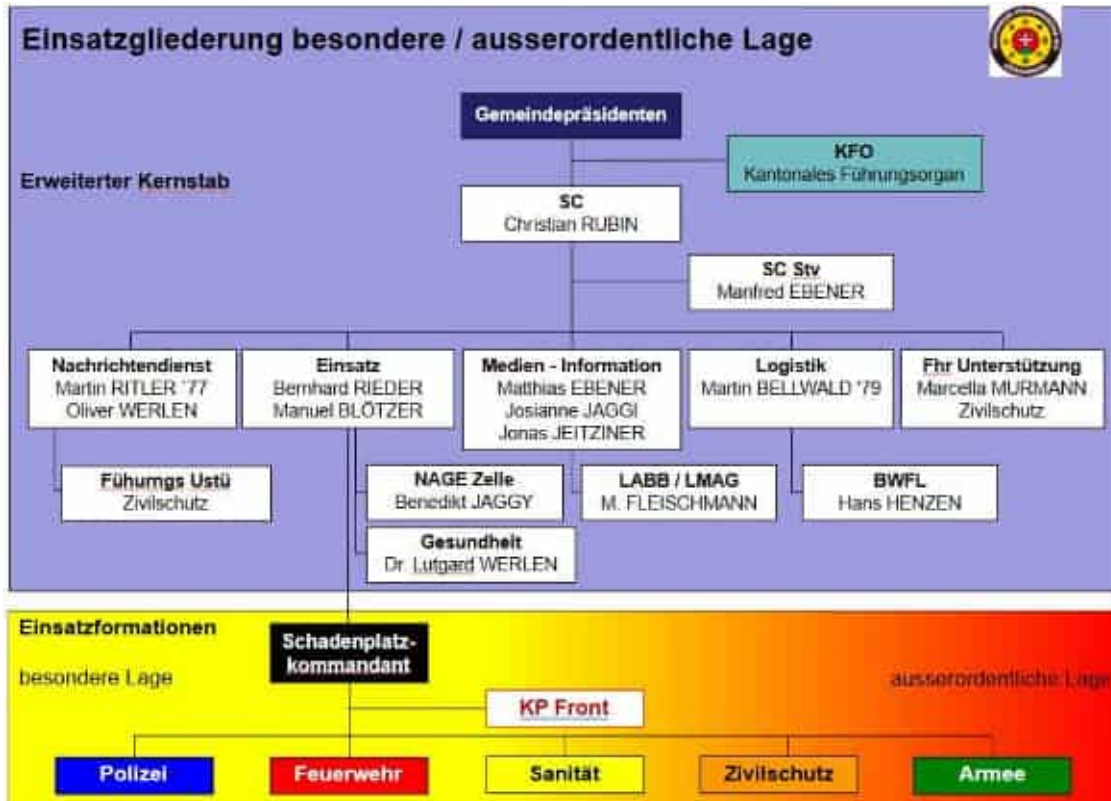 Einsatzgliederung besondere / ausserordentliche Lage
Gemeindepräsidenten
KFO
Kantonales Führungsorgan
Erweiterter Kernstab
SC
Christian RUBIN
SC Stv
Manfred EBENER
Nachrichtendienst
Martin RITLER '77
Oliver WERLEN
Einsatz
Bernhard RIEDER
Manuel BLÖTZER
Medien - Information
Matthias EBENER
Josianne JAGGI
Jonas JEITZINER
Logistik
Martin BELLWALD '79
Fhr Unterstützung
Marcella MURMANN
Zivilschutz
Fühurngs Ustü
Zivilschutz
NAGE Zelle
Benedikt JAGGY
LABB / LMAG
M. FLEISCHMANN
BWFL
Hans HENZEN
Gesundheit
Dr. Lutgard WERLEN
Einsatzformationen
Schadenplatz-
kommandant
besondere Lage
ausserordentliche Lage
KP Front
Polizei
Feuerwehr
Sanität
Zivilschutz
Armee